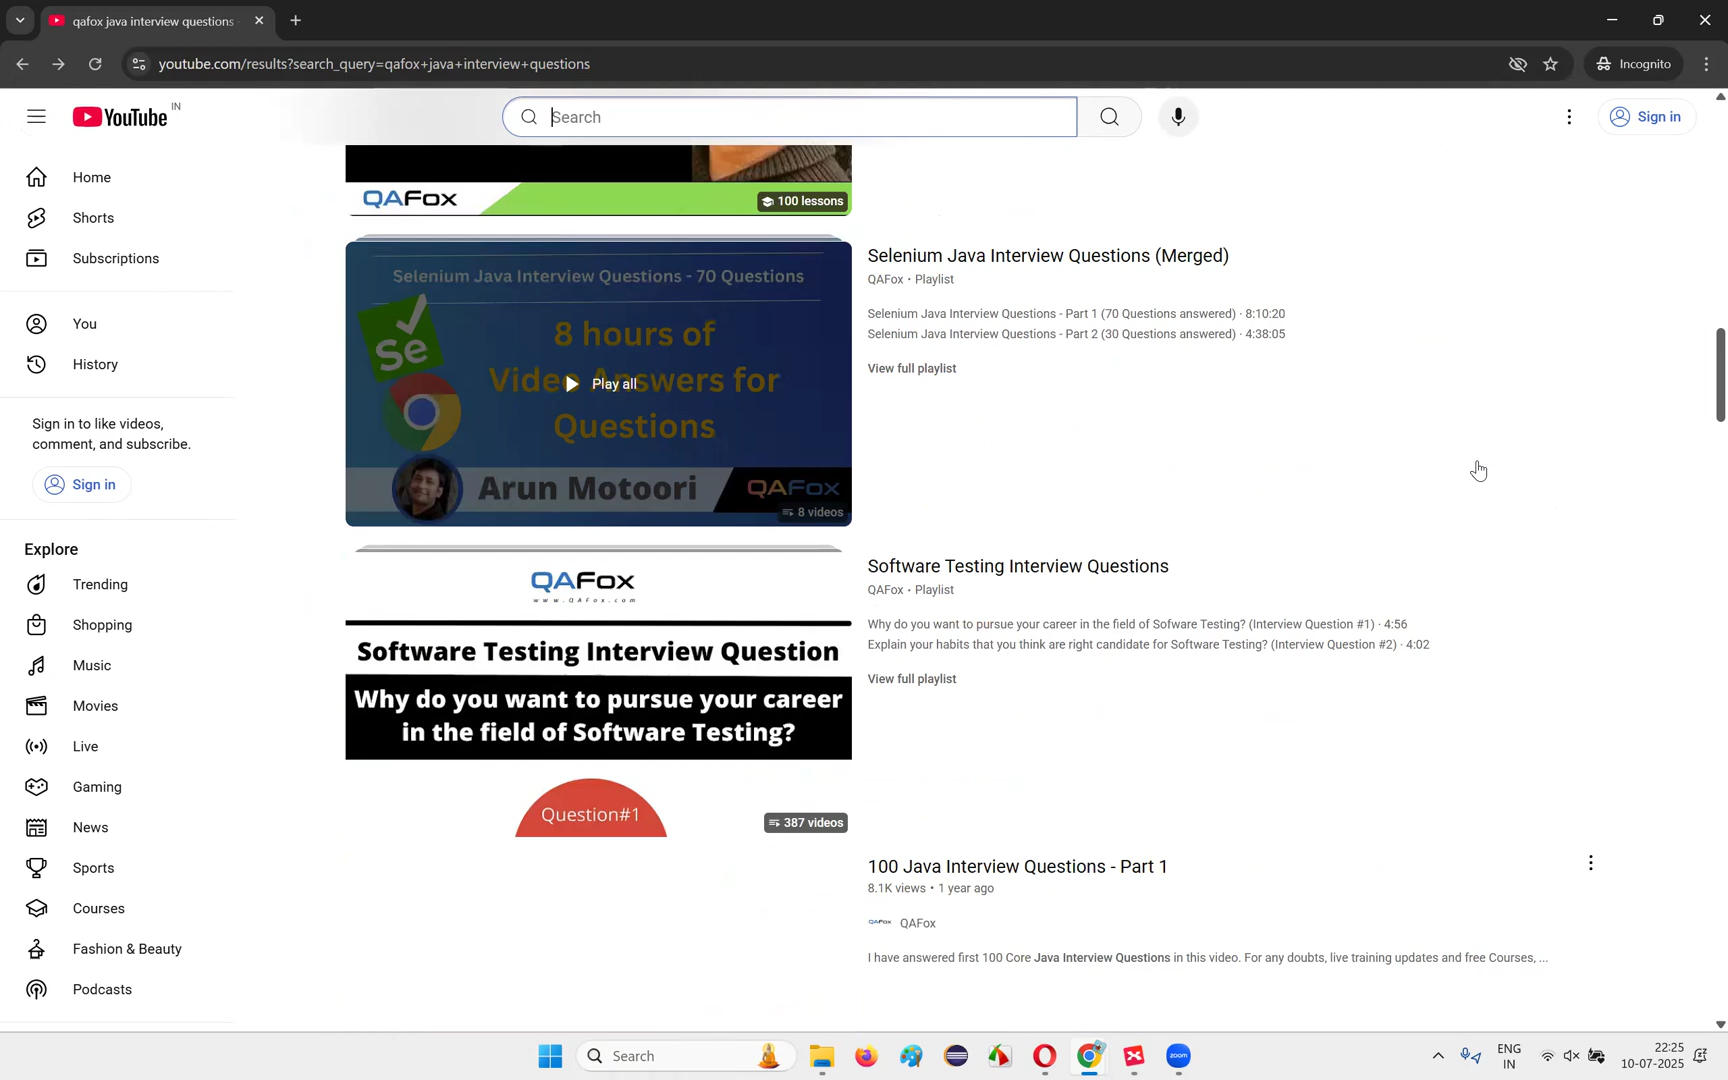 qafox java interview questions
youtube.com/results?search_query=qafox+java+interview+questions
Incognito
YouTube IN
Search
Sign in
Home
Shorts
Subscriptions
You
History
Sign in to like videos,
comment, and subscribe.
Sign in
Explore
Trending
Shopping
Music
Movies
Live
Gaming
News
Sports
Courses
Fashion & Beauty
Podcasts
QAFox
100 lessons
Selenium Java Interview Questions - 70 Questions
8 hours of
Video Answers for
Questions
Play all
Se
Arun Motoori
QAFOX
8 videos
Selenium Java Interview Questions (Merged)
QAFox • Playlist
Selenium Java Interview Questions - Part 1 (70 Questions answered) · 8:10:20
Selenium Java Interview Questions - Part 2 (30 Questions answered) · 4:38:05
View full playlist
QAFox
www.QAFox.com
Software Testing Interview Question
Why do you want to pursue your career
in the field of Software Testing?
Question#1
387 videos
Software Testing Interview Questions
QAFox • Playlist
Why do you want to pursue your career in the field of Sofware Testing? (Interview Question #1) · 4:56
Explain your habits that you think are right candidate for Software Testing? (Interview Question #2) · 4:02
View full playlist
100 Java Interview Questions - Part 1
8.1K views • 1 year ago
QAFox QAFox
I have answered first 100 Core Java Interview Questions in this video. For any doubts, live training updates and free Courses, ...
Search
zoom
ENG
IN
22:25
10-07-2025